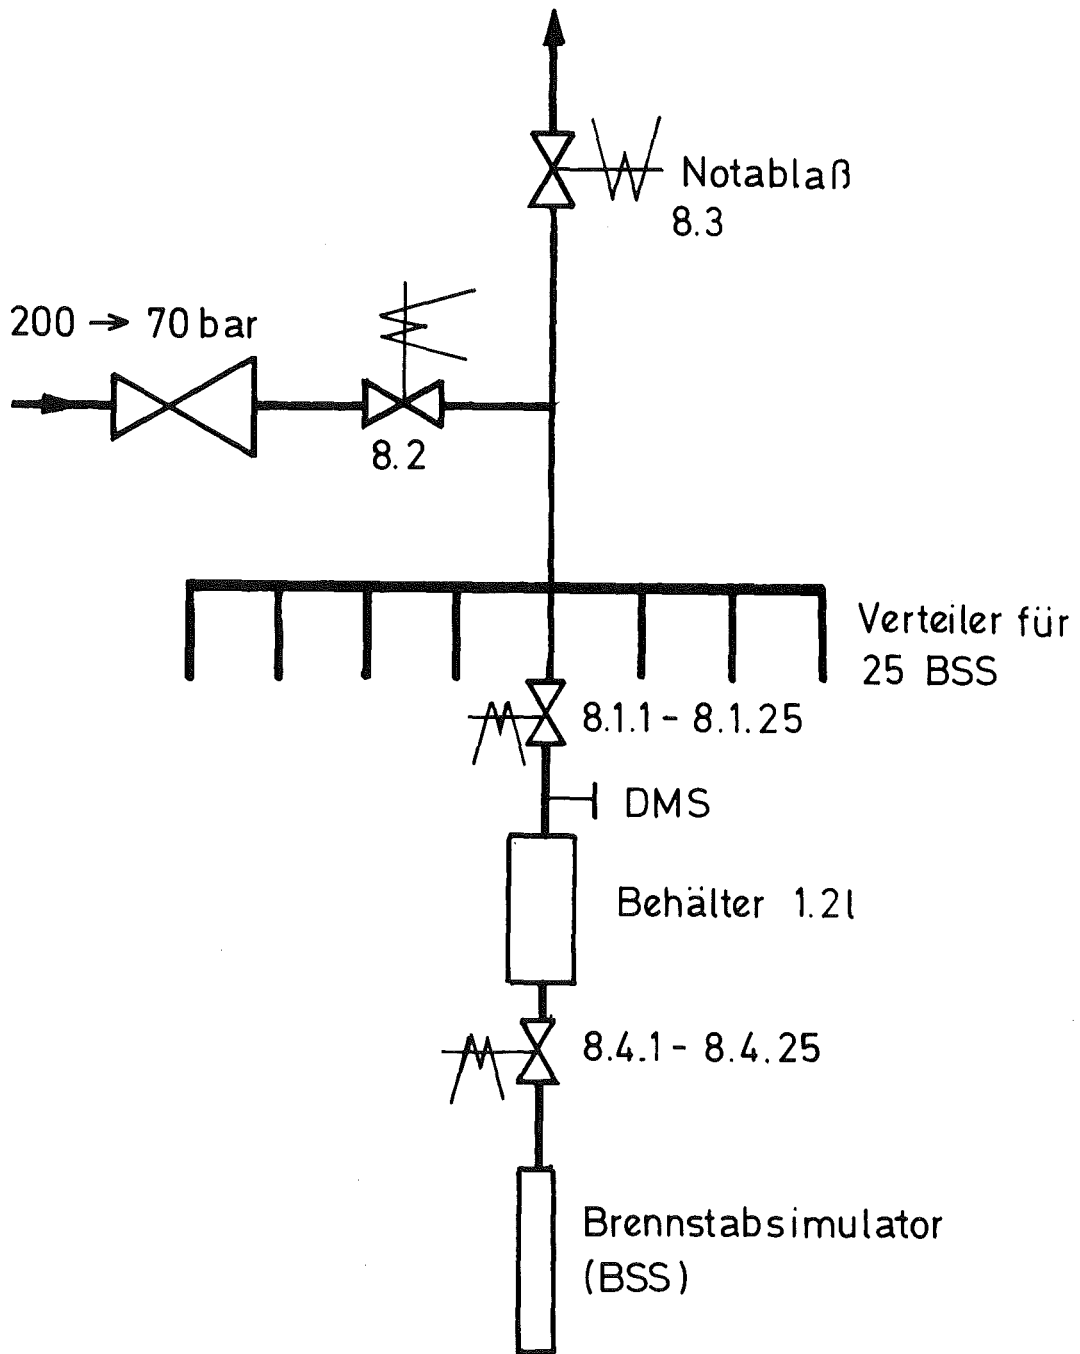 Notablaß
8.3
200 → 70 bar
8.2
Verteiler für
25 BSS
8.1.1 - 8.1.25
DMS
Behälter 1.2l
8.4.1 - 8.4.25
Brennstabsimulator
(BSS)